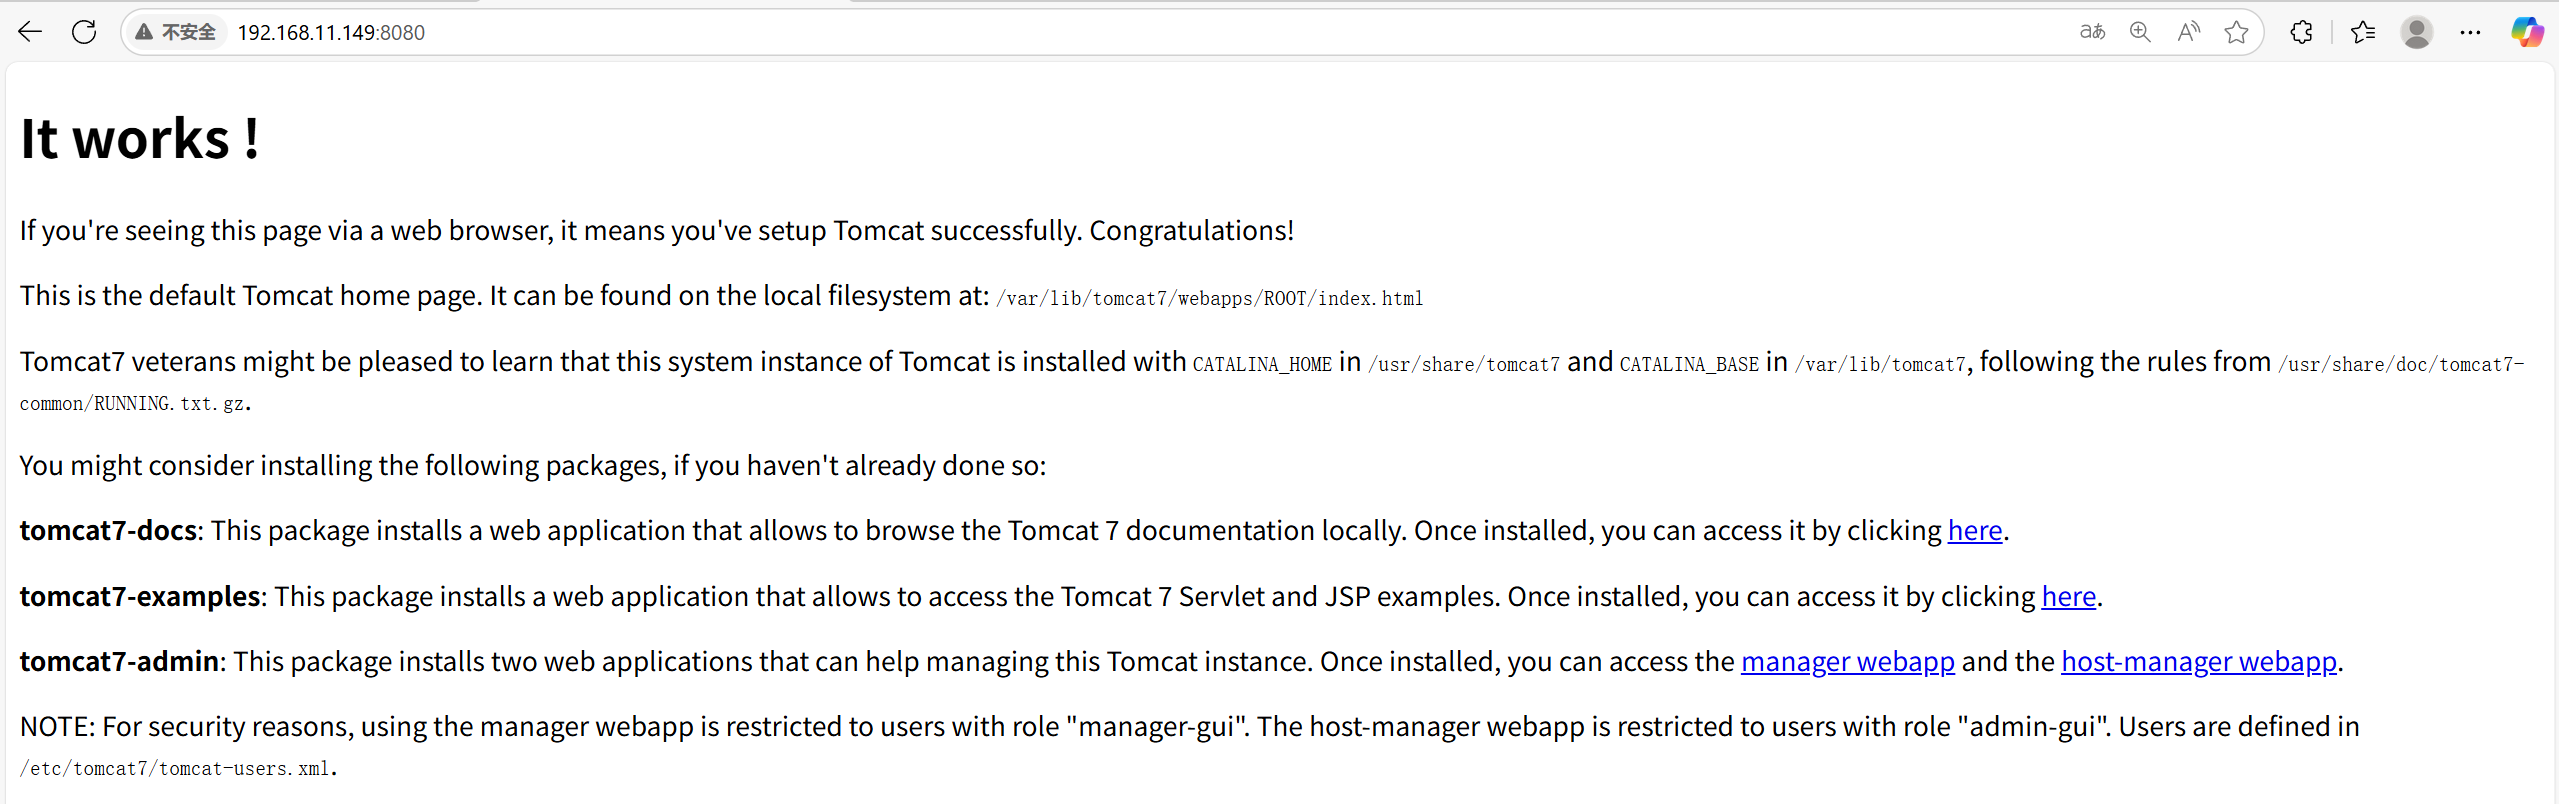 不安全 192.168.11.149:8080 aあ A
It works !
If you're seeing this page via a web browser, it means you've setup Tomcat successfully. Congratulations!
This is the default Tomcat home page. It can be found on the local filesystem at: /var/lib/tomcat7/webapps/ROOT/index.html
Tomcat7 veterans might be pleased to learn that this system instance of Tomcat is installed with CATALINA_HOME in /usr/share/tomcat7 and CATALINA_BASE in /var/lib/tomcat7, following the rules from /usr/share/doc/tomcat7-
common/RUNNING.txt.gz.
You might consider installing the following packages, if you haven't already done so:
tomcat7-docs: This package installs a web application that allows to browse the Tomcat 7 documentation locally. Once installed, you can access it by clicking here.
tomcat7-examples: This package installs a web application that allows to access the Tomcat 7 Servlet and JSP examples. Once installed, you can access it by clicking here.
tomcat7-admin: This package installs two web applications that can help managing this Tomcat instance. Once installed, you can access the manager webapp and the host-manager webapp.
NOTE: For security reasons, using the manager webapp is restricted to users with role "manager-gui". The host-manager webapp is restricted to users with role "admin-gui". Users are defined in
/etc/tomcat7/tomcat-users.xml.